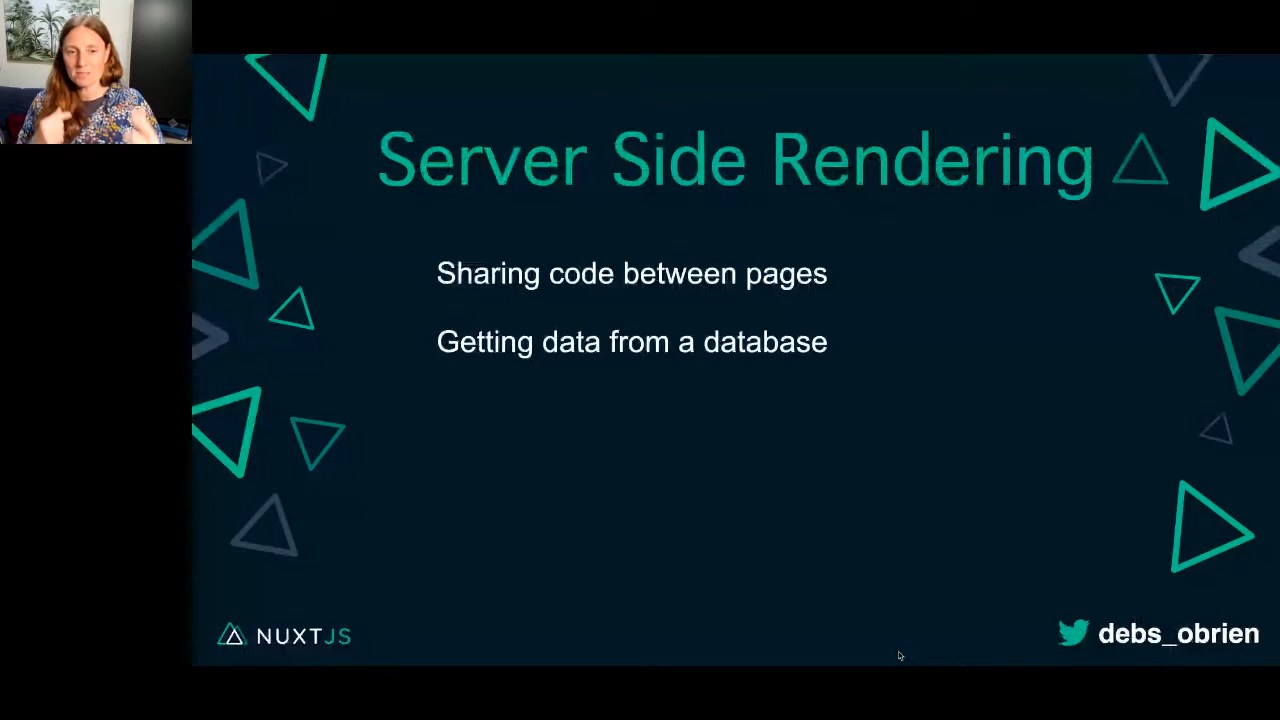 Server Side Rendering
Sharing code between pages
Getting data from a database
NUXTJS
debs_obrien